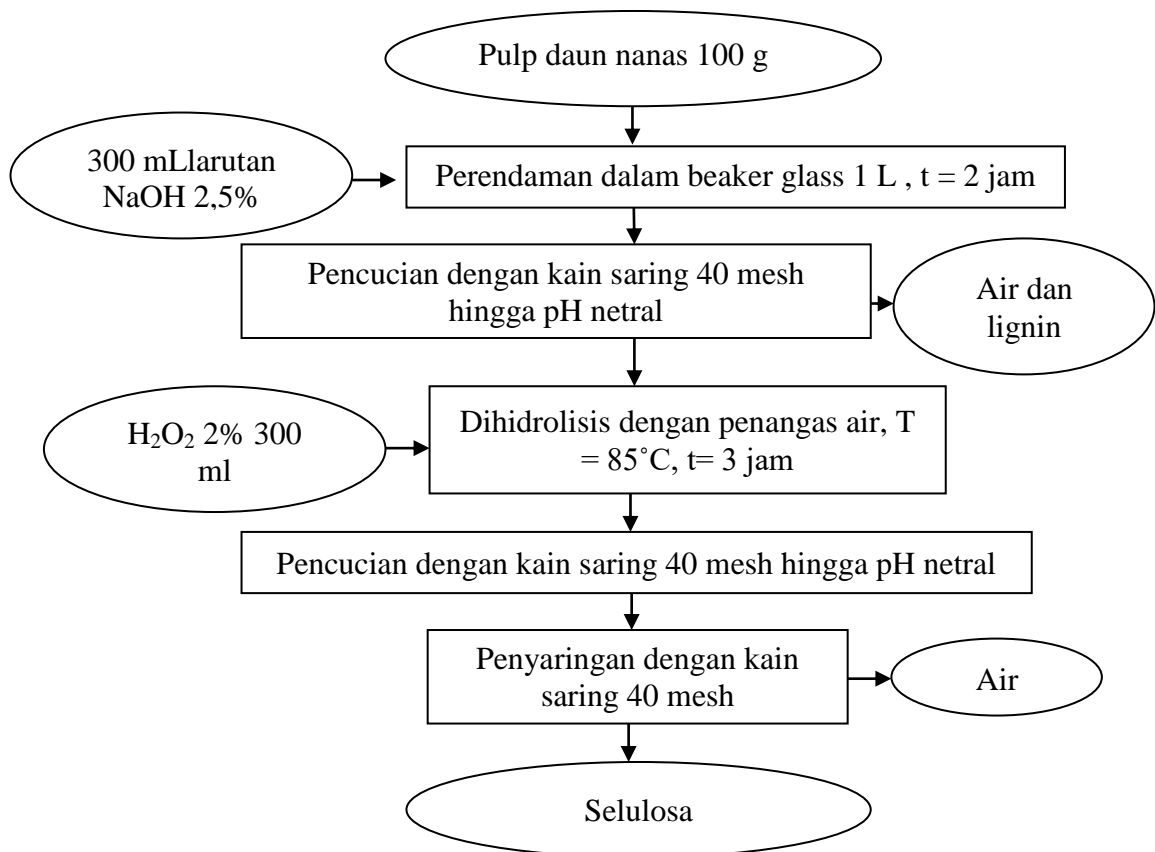 Pulp daun nanas 100 g
300 mLlarutan
NaOH 2,5%
Perendaman dalam beaker glass 1 L , t = 2 jam
Pencucian dengan kain saring 40 mesh
hingga pH netral
Air dan
lignin
H₂O₂ 2% 300
ml
Dihidrolisis dengan penangas air, T
= 85˚C, t= 3 jam
Pencucian dengan kain saring 40 mesh hingga pH netral
Penyaringan dengan kain
saring 40 mesh
Air
Selulosa